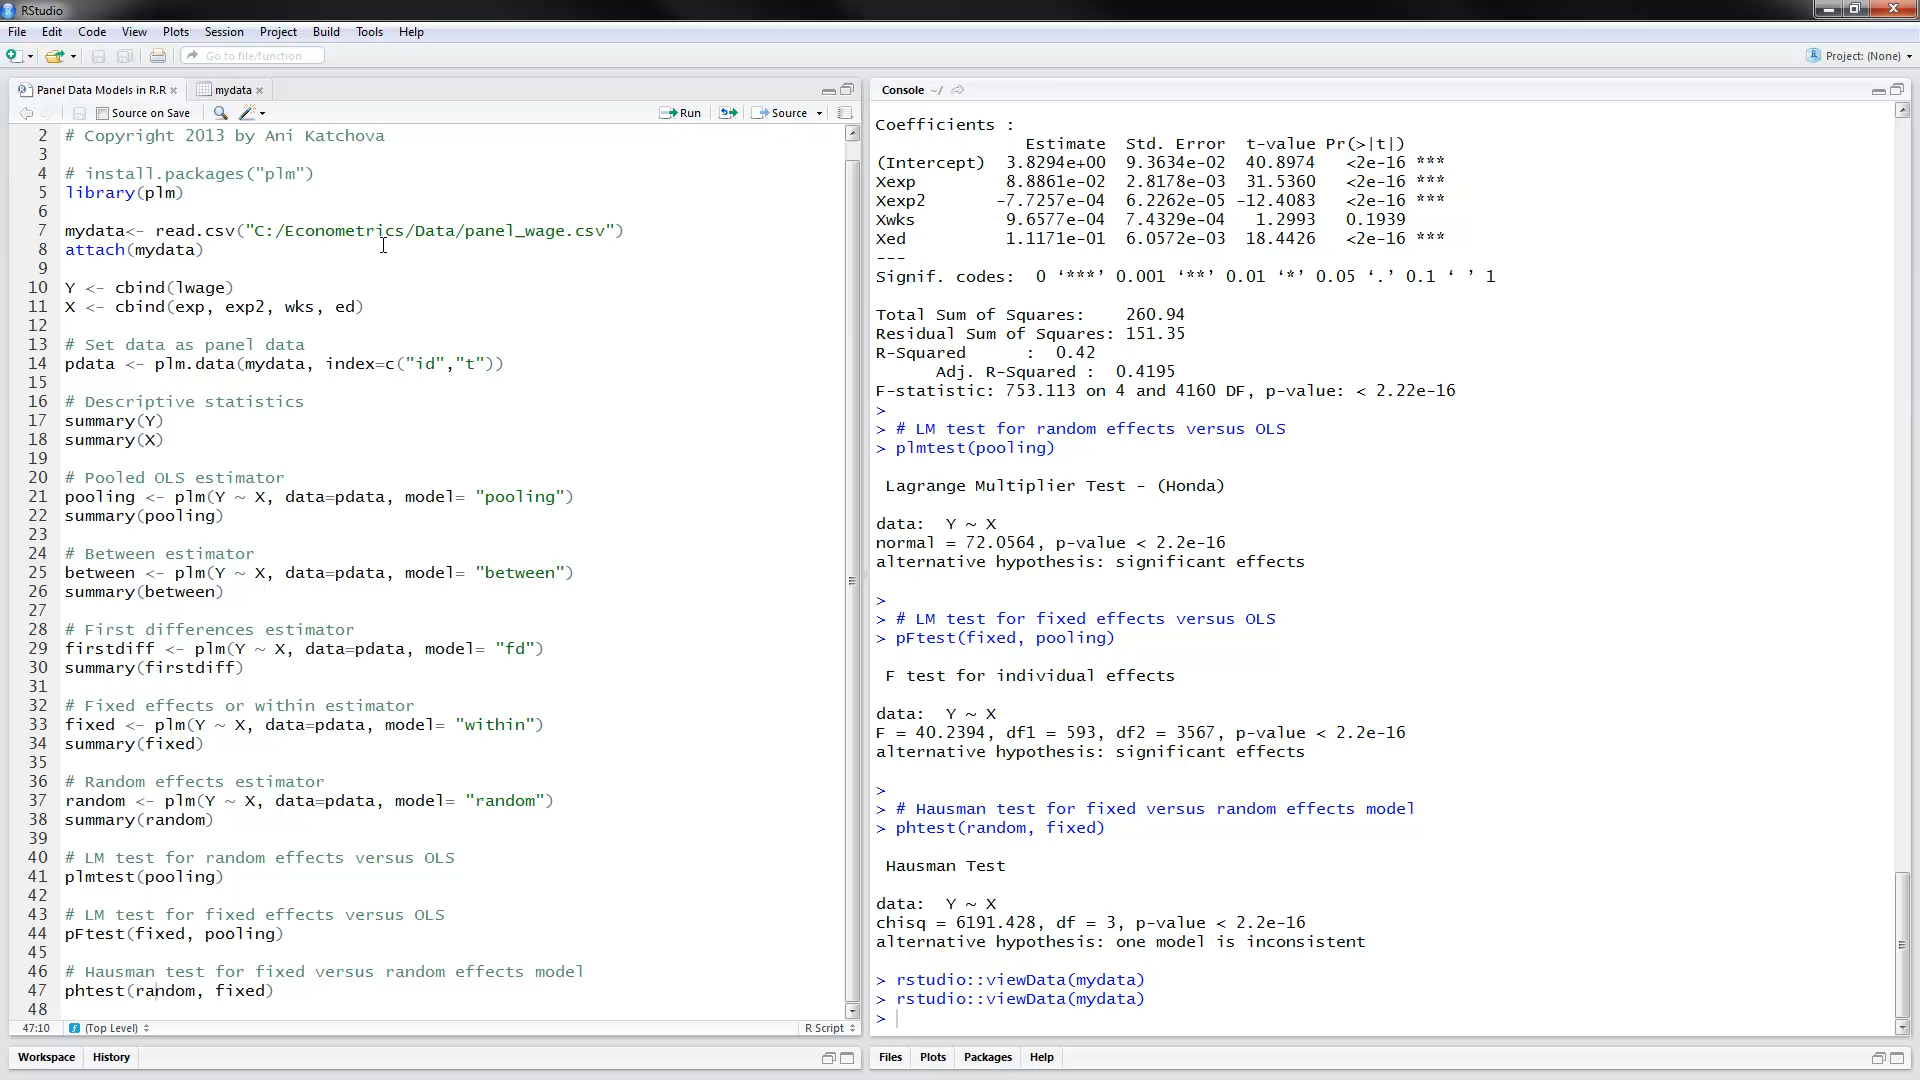 RStudio
File Edit Code View Plots Session Project Build Tools Help
Go to file/function
Project: (None)
Panel Data Models in R.R
mydata
Source on Save
Run
Source
2 # Copyright 2013 by Ani Katchova
3
4 # install.packages("plm")
5 library(plm)
6
7 mydata<- read.csv("C:/Econometrics/Data/panel_wage.csv")
8 attach(mydata)
9
10 Y <- cbind(lwage)
11 X <- cbind(exp, exp2, wks, ed)
12
13 # Set data as panel data
14 pdata <- plm.data(mydata, index=c("id","t"))
15
16 # Descriptive statistics
17 summary(Y)
18 summary(X)
19
20 # Pooled OLS estimator
21 pooling <- plm(Y ~ X, data=pdata, model= "pooling")
22 summary(pooling)
23
24 # Between estimator
25 between <- plm(Y ~ X, data=pdata, model= "between")
26 summary(between)
27
28 # First differences estimator
29 firstdiff <- plm(Y ~ X, data=pdata, model= "fd")
30 summary(firstdiff)
31
32 # Fixed effects or within estimator
33 fixed <- plm(Y ~ X, data=pdata, model= "within")
34 summary(fixed)
35
36 # Random effects estimator
37 random <- plm(Y ~ X, data=pdata, model= "random")
38 summary(random)
39
40 # LM test for random effects versus OLS
41 plmtest(pooling)
42
43 # LM test for fixed effects versus OLS
44 pFtest(fixed, pooling)
45
46 # Hausman test for fixed versus random effects model
47 phtest(random, fixed)
48
47:10 (Top Level) R Script
Workspace History
Console ~/
Coefficients :
Estimate Std. Error t-value Pr(>|t|)
(Intercept) 3.8294e+00 9.3634e-02 40.8974 <2e-16 ***
Xexp 8.8861e-02 2.8178e-03 31.5360 <2e-16 ***
Xexp2 -7.7257e-04 6.2262e-05 -12.4083 <2e-16 ***
Xwks 9.6577e-04 7.4329e-04 1.2993 0.1939
Xed 1.1171e-01 6.0572e-03 18.4426 <2e-16 ***
---
Signif. codes: 0 ‘***’ 0.001 ‘**’ 0.01 ‘*’ 0.05 ‘.’ 0.1 ‘ ’ 1
Total Sum of Squares: 260.94
Residual Sum of Squares: 151.35
R-Squared : 0.42
Adj. R-Squared : 0.4195
F-statistic: 753.113 on 4 and 4160 DF, p-value: < 2.22e-16
>
> # LM test for random effects versus OLS
> plmtest(pooling)
Lagrange Multiplier Test - (Honda)
data: Y ~ X
normal = 72.0564, p-value < 2.2e-16
alternative hypothesis: significant effects
>
> # LM test for fixed effects versus OLS
> pFtest(fixed, pooling)
F test for individual effects
data: Y ~ X
F = 40.2394, df1 = 593, df2 = 3567, p-value < 2.2e-16
alternative hypothesis: significant effects
>
> # Hausman test for fixed versus random effects model
> phtest(random, fixed)
Hausman Test
data: Y ~ X
chisq = 6191.428, df = 3, p-value < 2.2e-16
alternative hypothesis: one model is inconsistent
> rstudio::viewData(mydata)
> rstudio::viewData(mydata)
>
Files Plots Packages Help